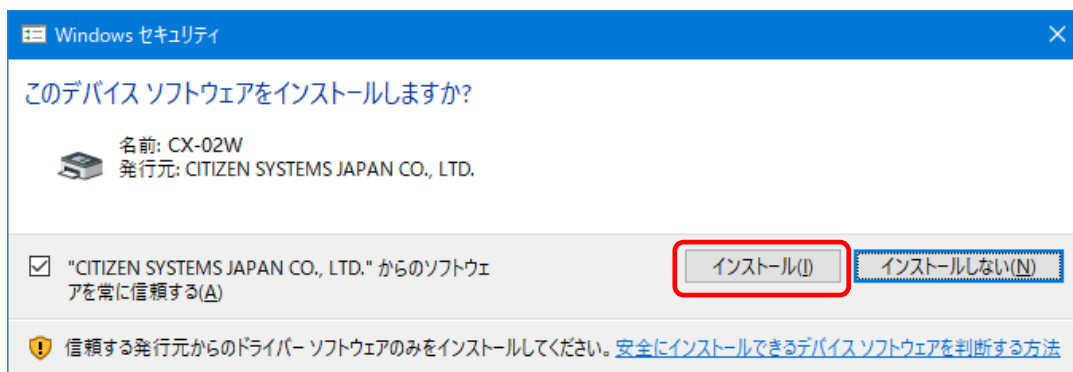 Windows セキュリティ
このデバイス ソフトウェアをインストールしますか?
名前: CX-02W
発行元: CITIZEN SYSTEMS JAPAN CO., LTD.
"CITIZEN SYSTEMS JAPAN CO., LTD." からのソフトウェ
アを常に信頼する(A)
インストール(I)
インストールしない(N)
信頼する発行元からのドライバー ソフトウェアのみをインストールしてください。安全にインストールできるデバイス ソフトウェアを判断する方法